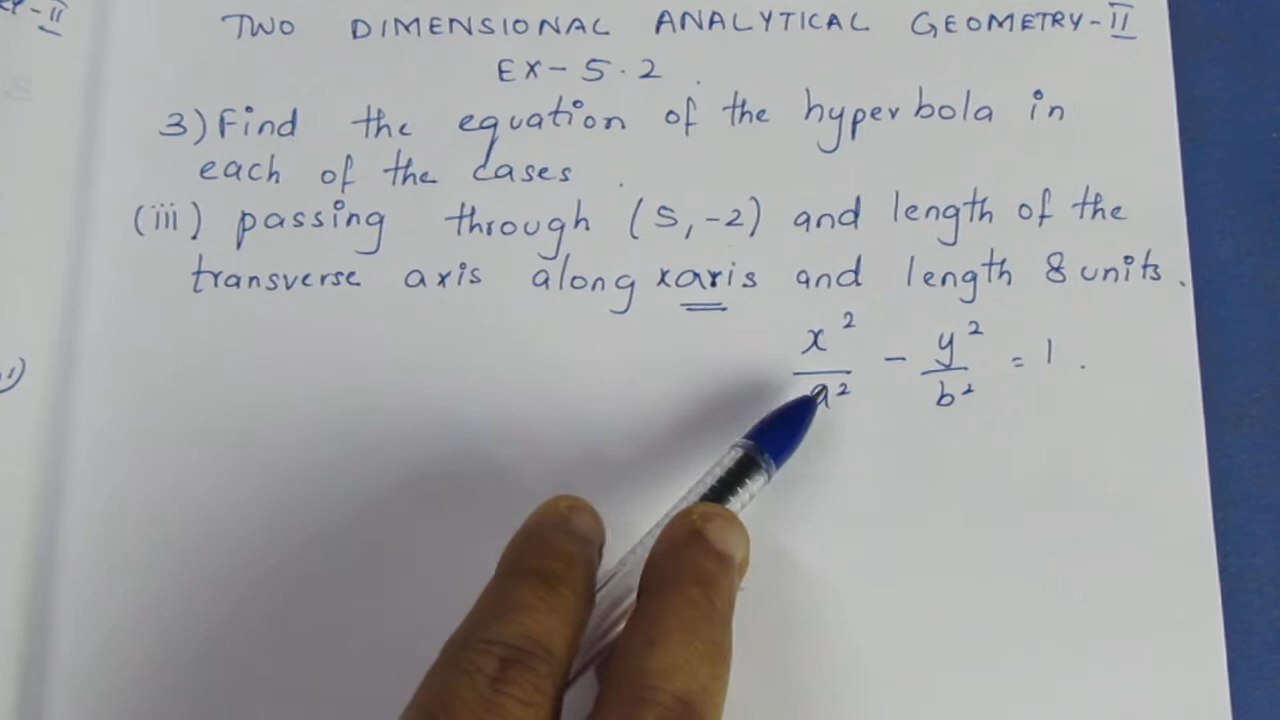 TWO DIMENSIONAL ANALYTICAL GEOMETRY-II
EX-5.2
3) Find the equation of the hyperbola in
each of the cases.
(iii) passing through (5,-2) and length of the
transverse axis along xaxis and length 8 units.
x²/a² - y²/b² = 1.